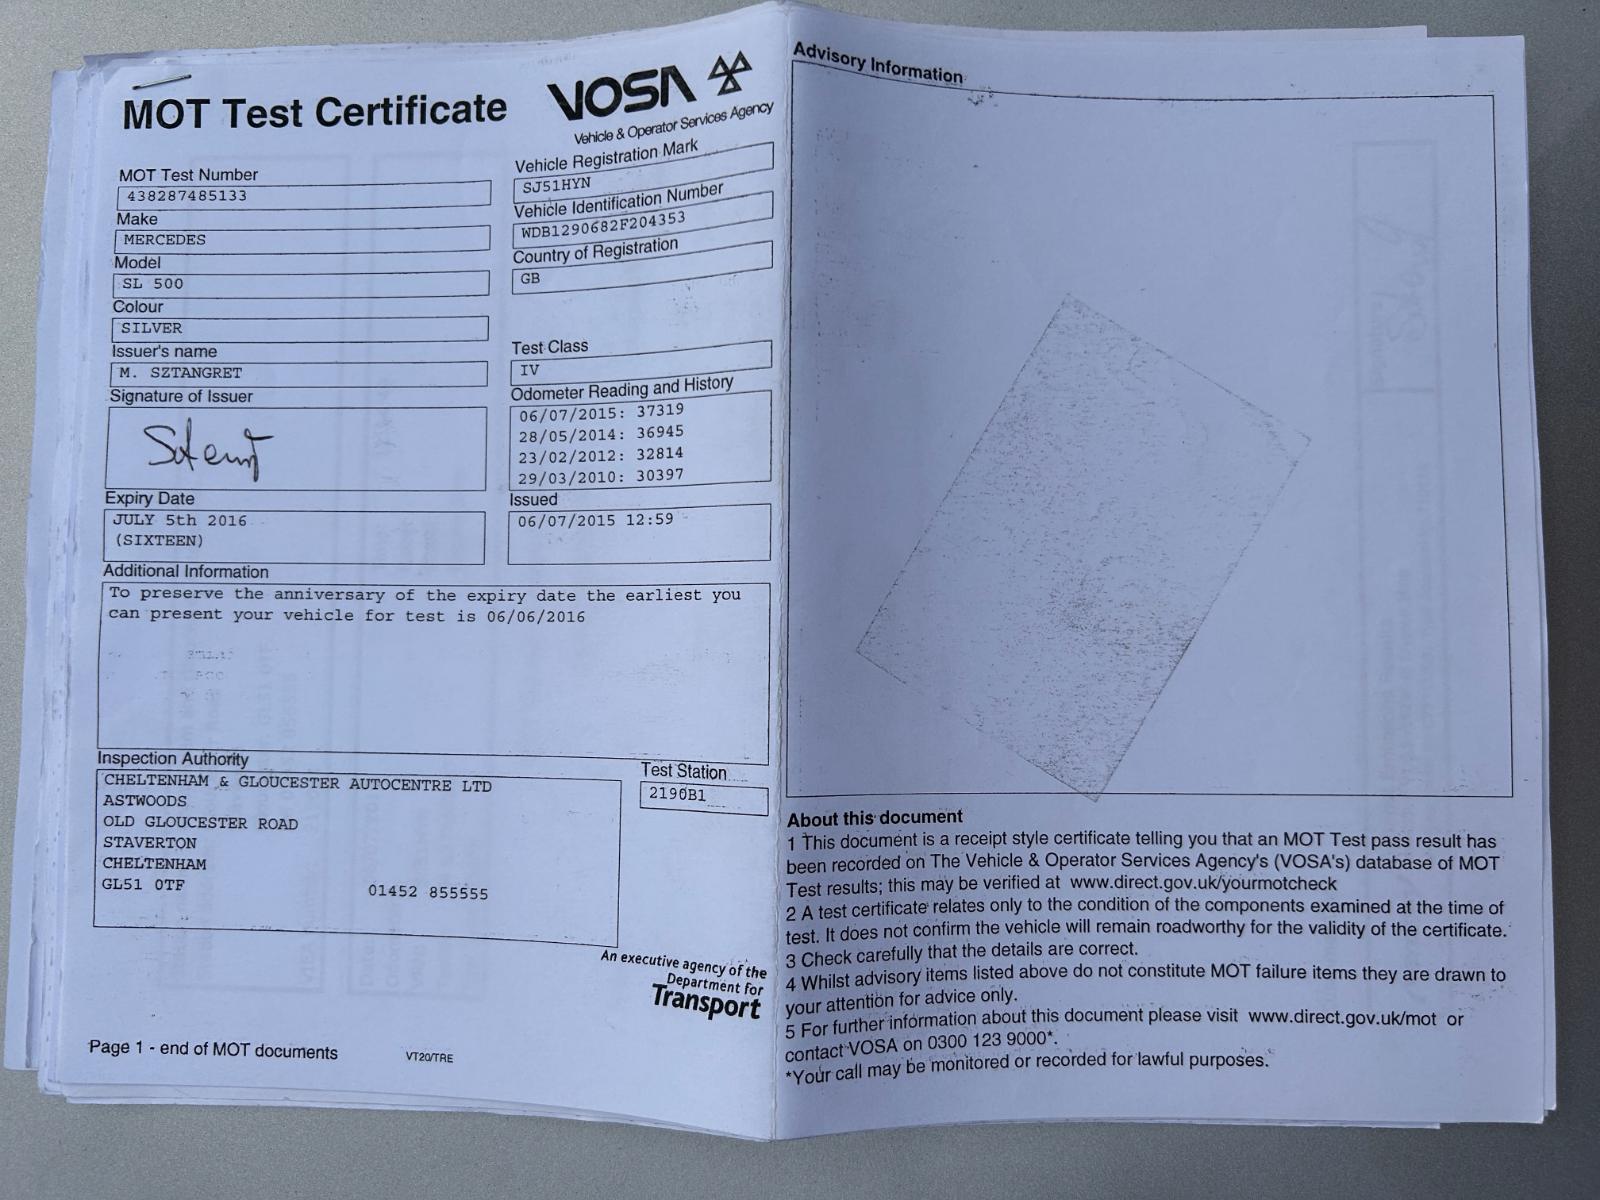 MOT Test Certificate
VOSA
Vehicle & Operator Services Agency
MOT Test Number
438287485133
Make
MERCEDES
Model
SL 500
Colour
SILVER
Issuer's name
M. SZTANGRET
Signature of Issuer
Expiry Date
JULY 5th 2016
(SIXTEEN)
Vehicle Registration Mark
SJ51HYN
Vehicle Identification Number
WDB1290682F204353
Country of Registration
GB
Test Class
IV
Odometer Reading and History
06/07/2015: 37319
28/05/2014: 36945
23/02/2012: 32814
29/03/2010: 30397
Issued
06/07/2015 12:59
Additional Information
To preserve the anniversary of the expiry date the earliest you
can present your vehicle for test is 06/06/2016
Inspection Authority
CHELTENHAM & GLOUCESTER AUTOCENTRE LTD
ASTWOODS
OLD GLOUCESTER ROAD
STAVERTON
CHELTENHAM
GL51 0TF 01452 855555
Test Station
2190B1
An executive agency of the
Department for
Transport
Page 1 - end of MOT documents
VT20/TRE
Advisory Information
About this document
1 This document is a receipt style certificate telling you that an MOT Test pass result has
been recorded on The Vehicle & Operator Services Agency's (VOSA's) database of MOT
Test results; this may be verified at www.direct.gov.uk/yourmotcheck
2 A test certificate relates only to the condition of the components examined at the time of
test. It does not confirm the vehicle will remain roadworthy for the validity of the certificate.
3 Check carefully that the details are correct.
4 Whilst advisory items listed above do not constitute MOT failure items they are drawn to
your attention for advice only.
5 For further information about this document please visit www.direct.gov.uk/mot or
contact VOSA on 0300 123 9000*.
*Your call may be monitored or recorded for lawful purposes.